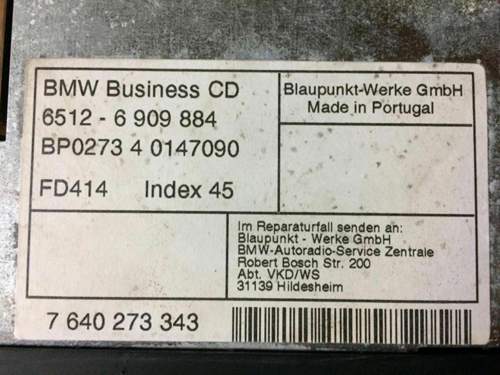 BMW Business CD
6512 - 6 909 884
BP0273 4 0147090
FD414 Index 45
Blaupunkt-Werke GmbH
Made in Portugal
Im Reparaturfall senden an:
Blaupunkt - Werke GmbH
BMW-Autoradio-Service Zentrale
Robert Bosch Str. 200
Abt. VKD/WS
31139 Hildesheim
7 640 273 343